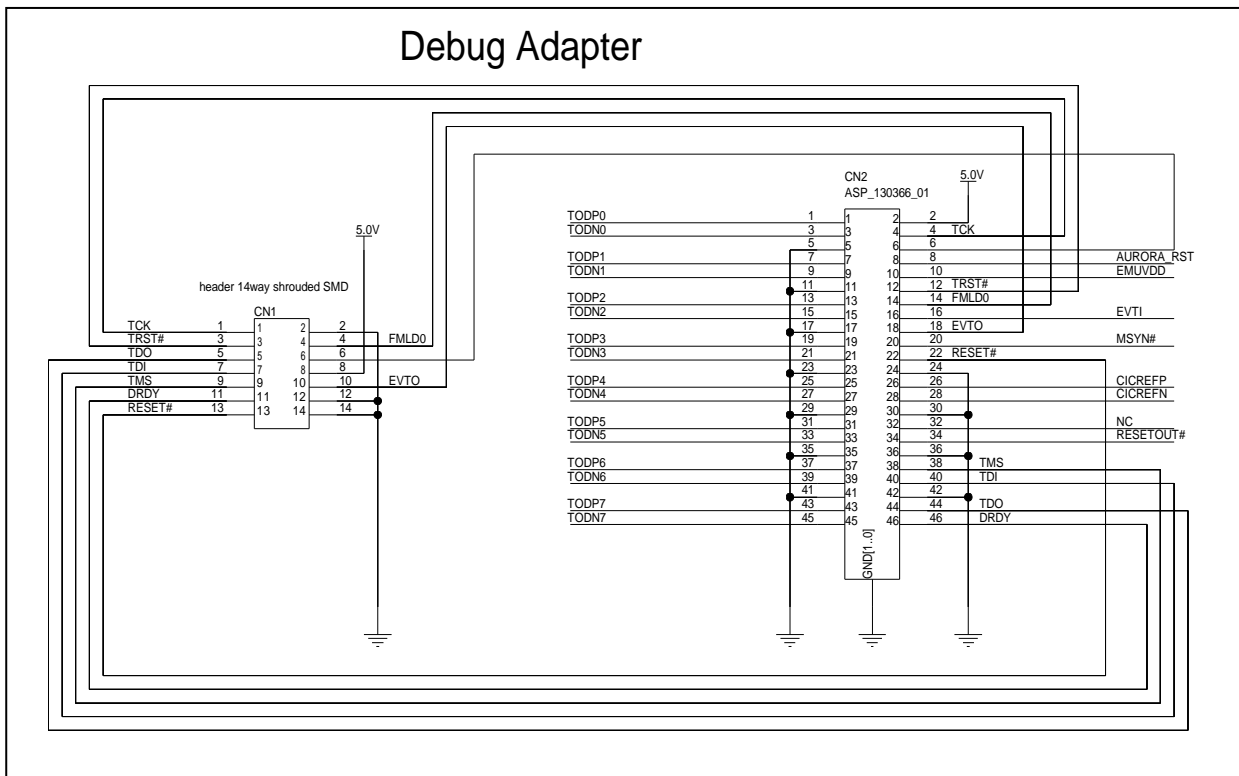 Debug Adapter
CN2
ASP_130366_01
5.0V
TODP0 1 1 2 2
TODN0 3 3 4 4 TCK
5 5 6 6
TODP1 7 7 8 8 AURORA_RST
TODN1 9 9 10 10 EMUVDD
11 11 12 12 TRST#
TODP2 13 13 14 14 FMLD0
TODN2 15 15 16 16 EVTI
17 17 18 18 EVTO
TODP3 19 19 20 20 MSYN#
TODN3 21 21 22 22 RESET#
23 23 24 24
TODP4 25 25 26 26 CICREFP
TODN4 27 27 28 28 CICREFN
29 29 30 30
TODP5 31 31 32 32 NC
TODN5 33 33 34 34 RESETOUT#
35 35 36 36
TODP6 37 37 38 38 TMS
TODN6 39 39 40 40 TDI
41 41 42 42
TODP7 43 43 44 44 TDO
TODN7 45 45 46 46 DRDY
GND[1..0]
5.0V
header 14way shrouded SMD
CN1
TCK 1 1 2 2
TRST# 3 3 4 4 FMLD0
TDO 5 5 6 6
TDI 7 7 8 8
TMS 9 9 10 10 EVTO
DRDY 11 11 12 12
RESET# 13 13 14 14